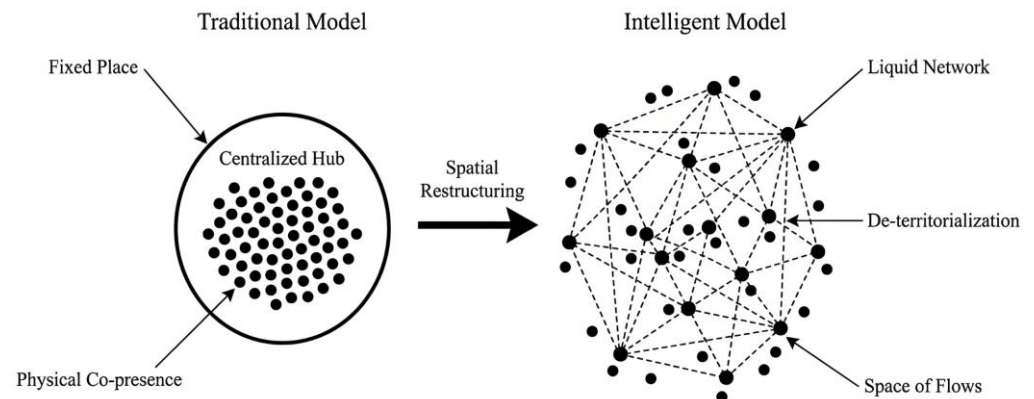 Traditional Model
Intelligent Model
Fixed Place
Liquid Network
Centralized Hub
Spatial
Restructuring
De-territorialization
Physical Co-presence
Space of Flows